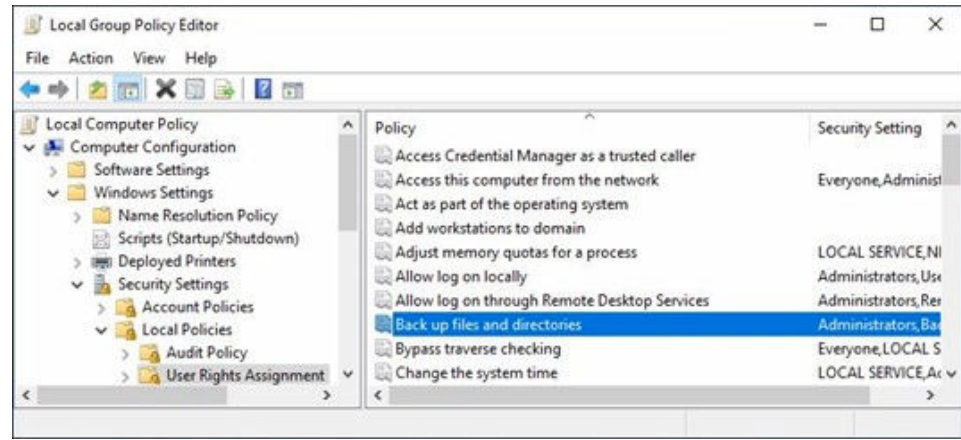 Local Group Policy Editor
File Action View Help
Local Computer Policy
Computer Configuration
Software Settings
Windows Settings
Name Resolution Policy
Scripts (Startup/Shutdown)
Deployed Printers
Security Settings
Account Policies
Local Policies
Audit Policy
User Rights Assignment
Policy Security Setting
Access Credential Manager as a trusted caller
Access this computer from the network Everyone,Administ
Act as part of the operating system
Add workstations to domain
Adjust memory quotas for a process LOCAL SERVICE,NE
Allow log on locally Administrators,Use
Allow log on through Remote Desktop Services Administrators,Rem
Back up files and directories Administrators,Bac
Bypass traverse checking Everyone,LOCAL S
Change the system time LOCAL SERVICE,Ad